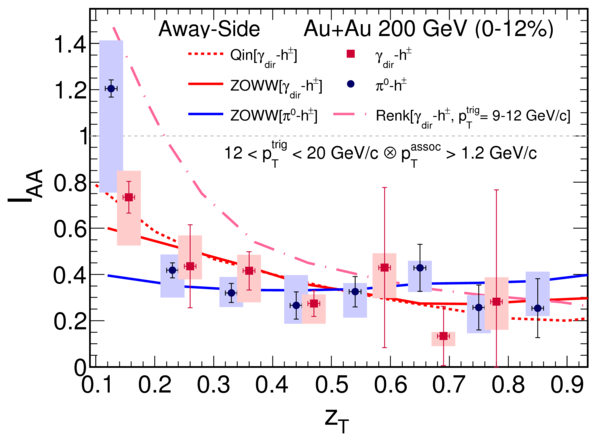 Away-Side Au+Au 200 GeV (0-12%)
Qin[γdir-h±] γdir-h±
ZOWW[γdir-h±] π0-h±
ZOWW[π0-h±] Renk[γdir-h±, pTtrig= 9-12 GeV/c]
12 < pTtrig < 20 GeV/c ⊗ pTassoc > 1.2 GeV/c
IAA
1.4
1.2
1
0.8
0.6
0.4
0.2
0
0.1 0.2 0.3 0.4 0.5 0.6 0.7 0.8 0.9
zT